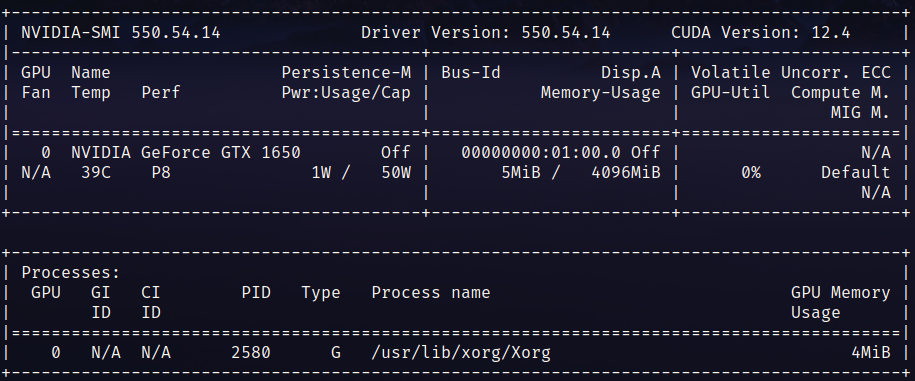 NVIDIA-SMI 550.54.14 Driver Version: 550.54.14 CUDA Version: 12.4
GPU Name Persistence-M | Bus-Id Disp.A | Volatile Uncorr. ECC
Fan Temp Perf Pwr:Usage/Cap | Memory-Usage | GPU-Util Compute M.
MIG M.
0 NVIDIA GeForce GTX 1650 Off | 00000000:01:00.0 Off | N/A
N/A 39C P8 1W / 50W | 5MiB / 4096MiB | 0% Default
N/A
Processes:
GPU GI CI PID Type Process name GPU Memory
ID ID Usage
0 N/A N/A 2580 G /usr/lib/xorg/Xorg 4MiB